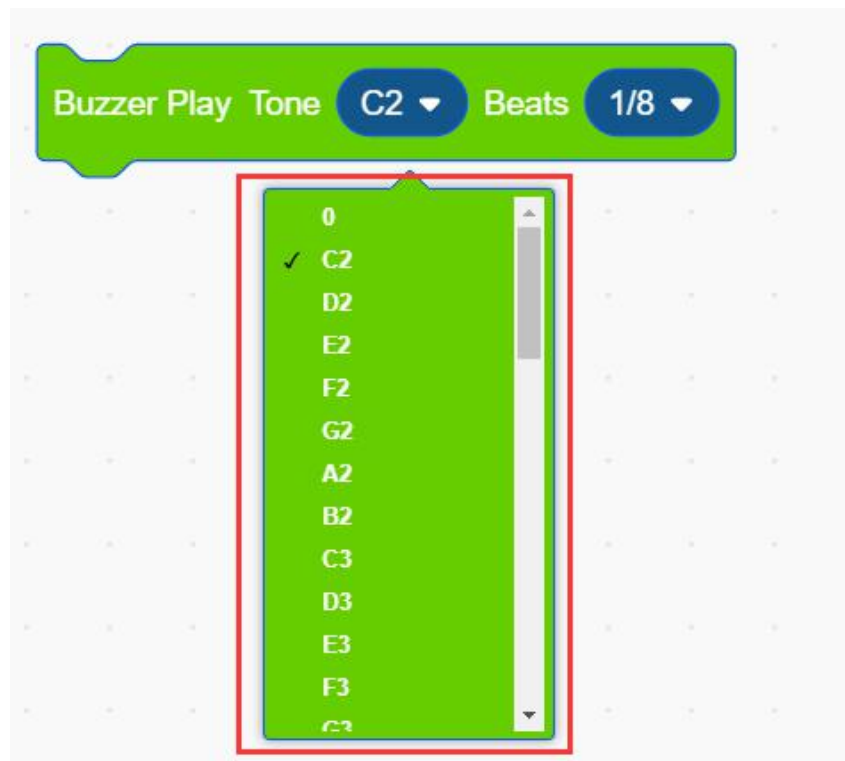 Buzzer Play Tone C2 Beats 1/8
0
✓ C2
D2
E2
F2
G2
A2
B2
C3
D3
E3
F3
G3